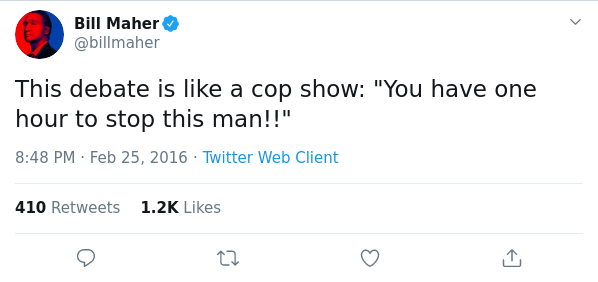 Bill Maher
@billmaher
This debate is like a cop show: "You have one
hour to stop this man!!"
8:48 PM · Feb 25, 2016 · Twitter Web Client
410 Retweets 1.2K Likes